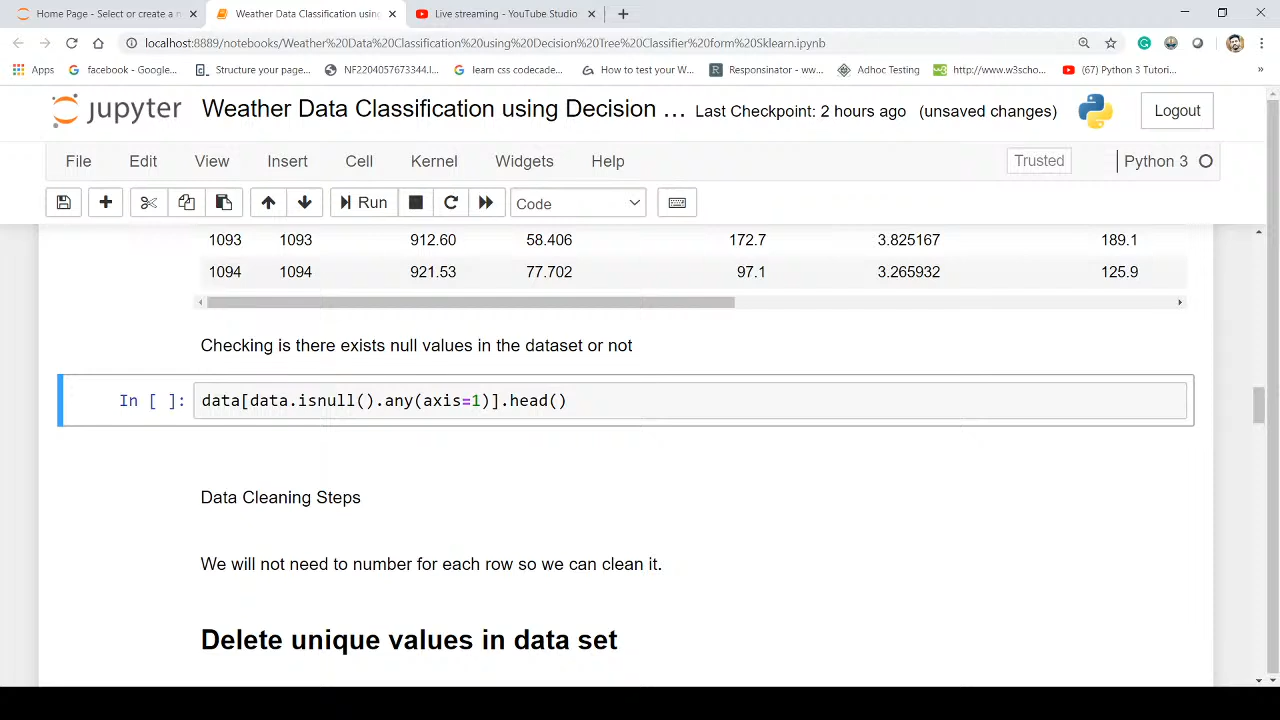 Home Page - Select or create a n
Weather Data Classification using
Live streaming - YouTube Studio
localhost:8889/notebooks/Weather%20Data%20Classification%20using%20Decision%20Tree%20Classifier%20form%20Sklearn.ipynb
Apps
facebook - Google...
Structure your page...
NF22041057673344.I...
learn css codecade...
How to test your W...
Responsinator - ww...
Adhoc Testing
http://www.w3scho...
(67) Python 3 Tutori...
»
jupyter
Weather Data Classification using Decision ...
Last Checkpoint: 2 hours ago
(unsaved changes)
Logout
File
Edit
View
Insert
Cell
Kernel
Widgets
Help
Trusted
Python 3
Run
Code
1093 1093 912.60 58.406 172.7 3.825167 189.1
1094 1094 921.53 77.702 97.1 3.265932 125.9
Checking is there exists null values in the dataset or not
In [ ]: data[data.isnull().any(axis=1)].head()
Data Cleaning Steps
We will not need to number for each row so we can clean it.
Delete unique values in data set